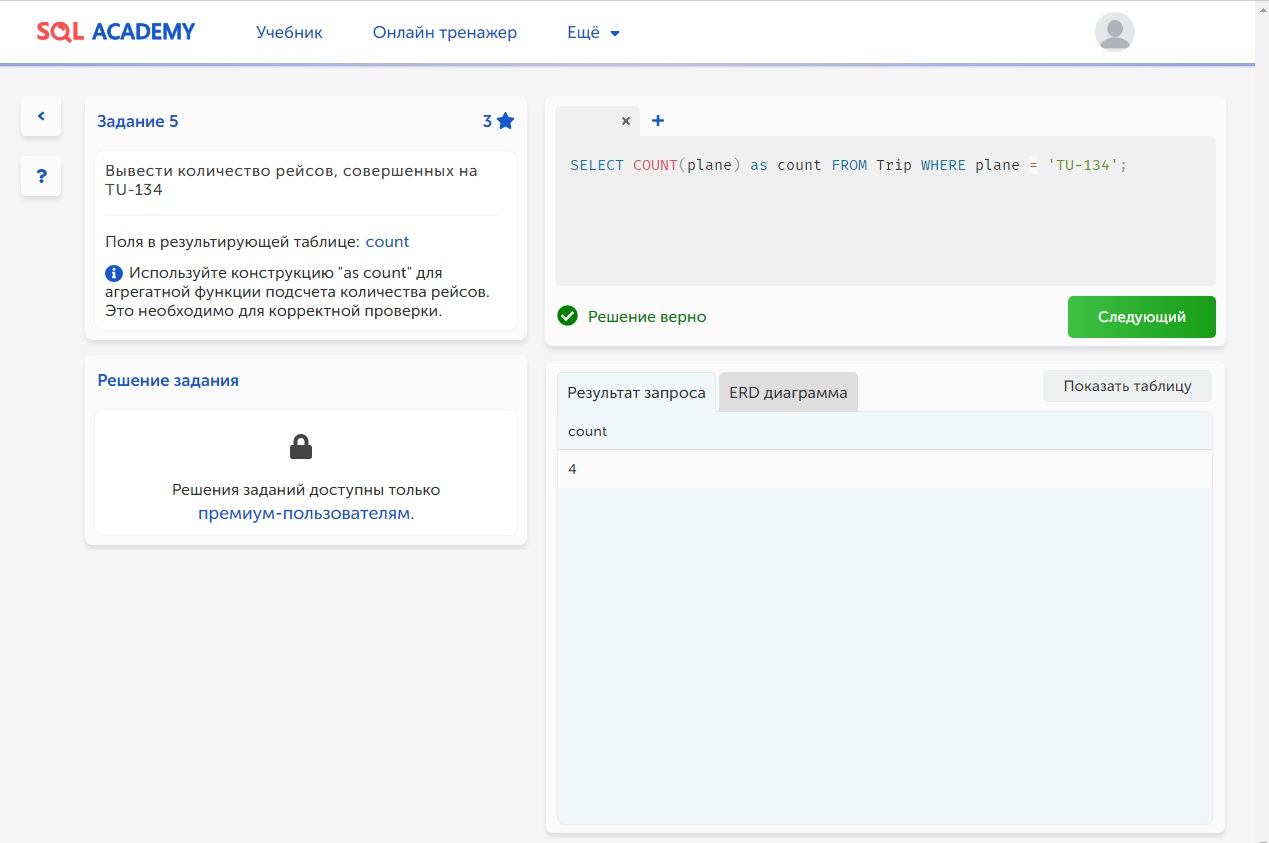 SQL ACADEMY
Учебник
Онлайн тренажер
Ещё
Задание 5
3
Вывести количество рейсов, совершенных на
TU-134
Поля в результирующей таблице: count
Используйте конструкцию "as count" для
агрегатной функции подсчета количества рейсов.
Это необходимо для корректной проверки.
Решение задания
Решения заданий доступны только
премиум-пользователям.
SELECT COUNT(plane) as count FROM Trip WHERE plane = 'TU-134';
Решение верно
Следующий
Результат запроса
ERD диаграмма
Показать таблицу
count
4